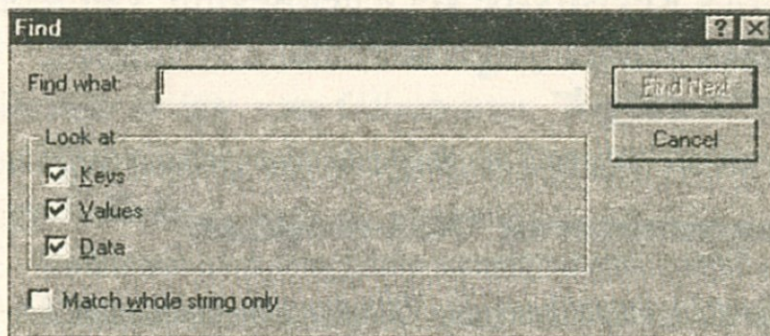 Find
Find what:
Find Next
Look at
Cancel
Keys
Values
Data
Match whole string only